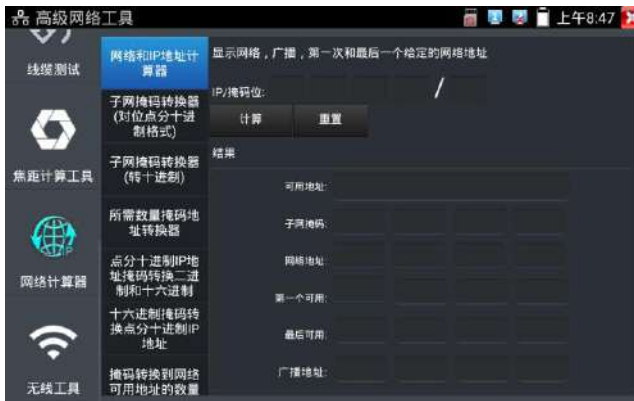 高级网络工具
上午8:47
线缆测试
焦距计算工具
网络计算器
无线工具
网络和IP地址计
算器
子网掩码转换器
(对位点分十进
制格式)
子网掩码转换器
(转十进制)
所需数量掩码地
址转换器
点分十进制IP地
址掩码转换二进
制和十六进制
十六进制掩码转
换点分十进制IP
地址
掩码转换到网络
可用地址的数量
显示网络，广播，第一次和最后一个给定的网络地址
IP/掩码位:
/
计算 重置
结果
可用地址:
子网掩码:
网络地址:
第一个可用:
最后可用:
广播地址: